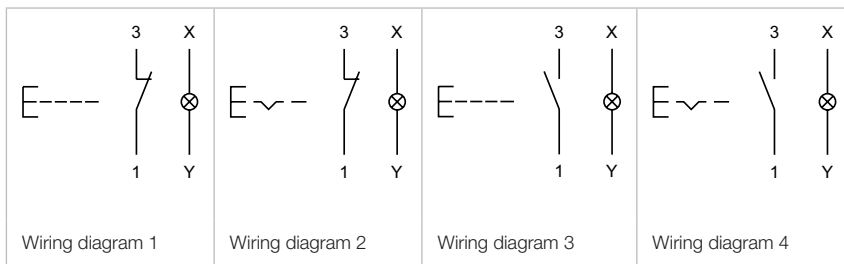 3 X 3 X 3 X 3 X
1 Y 1 Y 1 Y 1 Y
Wiring diagram 1 Wiring diagram 2 Wiring diagram 3 Wiring diagram 4